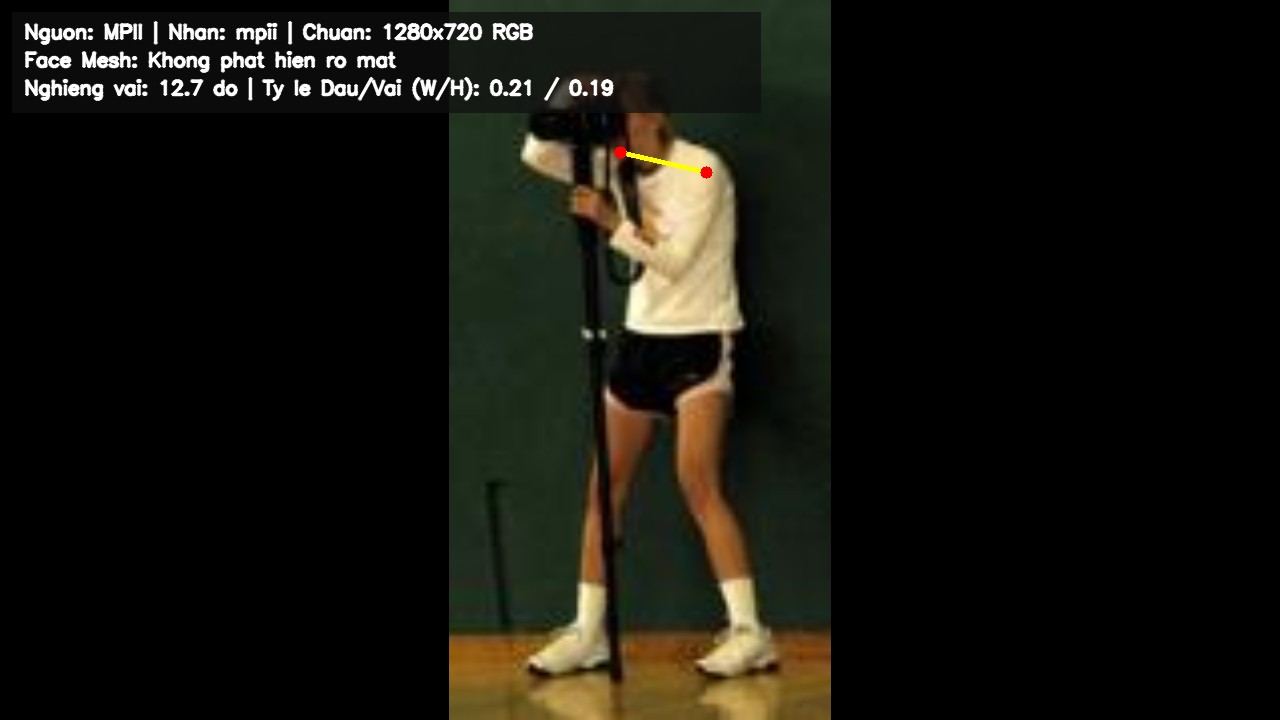 Nguon: MPII | Nhan: mpii | Chuan: 1280x720 RGB
Face Mesh: Khong phat hien ro mat
Nghieng vai: 12.7 do | Ty le Dau/Vai (W/H): 0.21 / 0.19